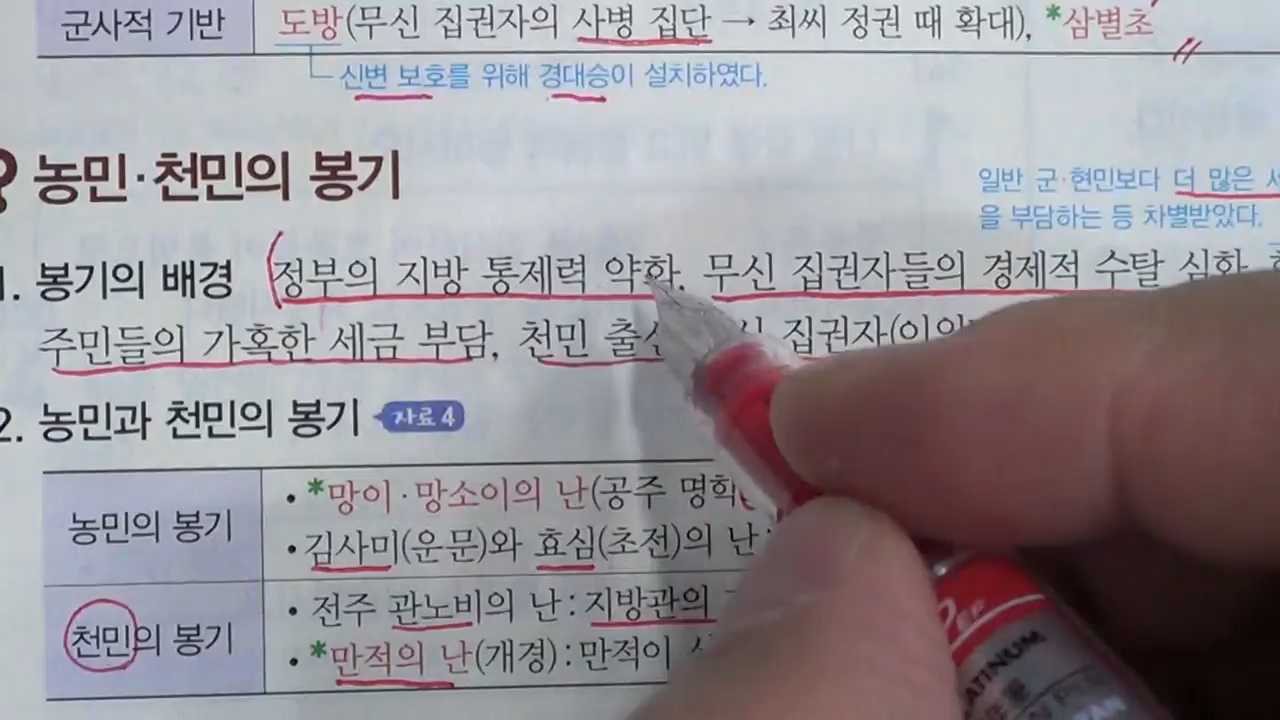 군사적 기반
도방(무신 집권자의 사병 집단 → 최씨 정권 때 확대), *삼별초
신변 보호를 위해 경대승이 설치하였다.
농민·천민의 봉기
일반 군·현민보다 더 많은
을 부담하는 등 차별받았다.
1. 봉기의 배경 정부의 지방 통제력 약화, 무신 집권자들의 경제적 수탈 심화
주민들의 가혹한 세금 부담, 천민 출신 집권자(이의
2. 농민과 천민의 봉기 자료 4
농민의 봉기
• *망이·망소이의 난(공주 명학
• 김사미(운문)와 효심(초전)의 난:
천민의 봉기
• 전주 관노비의 난: 지방관의
• *만적의 난(개경): 만적이
PLATINUM